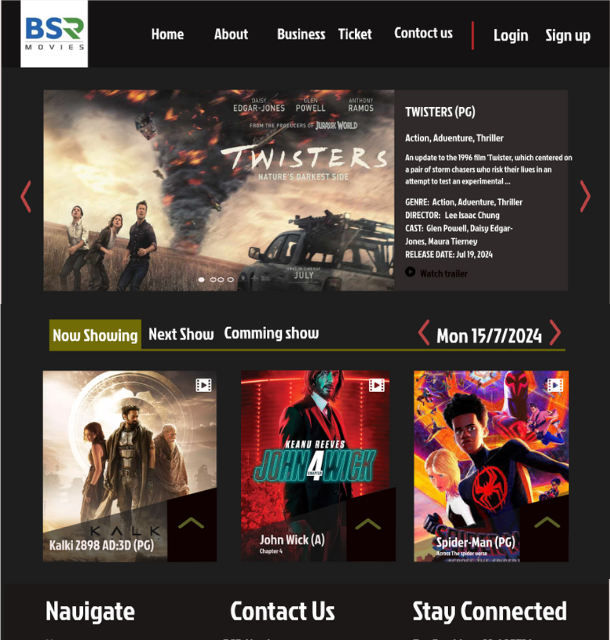 BSR
MOVIES
Home
About
Business
Ticket
Contact us
Login
Sign up
DAISY
EDGAR-JONES
GLEN
POWELL
ANTHONY
RAMOS
FROM THE PRODUCERS OF JURASSIC WORLD
TWISTERS
NATURE'S DARKEST SIDE
JULY
TWISTERS (PG)
Action, Adventure, Thriller
An update to the 1996 film 'Twister, which centered on
a pair of storm chasers who risk their lives in an
attempt to test an experimental ...
GENRE: Action, Adventure, Thriller
DIRECTOR: Lee Isaac Chung
CAST: Glen Powell, Daisy Edgar-
Jones, Maura Tierney
RELEASE DATE: Jul 19, 2024
Watch trailer
Now Showing
Next Show
Comming show
Mon 15/7/2024
KALK
Kalki 2898 AD:3D (PG)
KEANU REEVES
JOHN WICK
CHAPTER 4
John Wick (A)
Chapter 4
Spider-Man (PG)
Across The spider verse
Navigate
Contact Us
Stay Connected